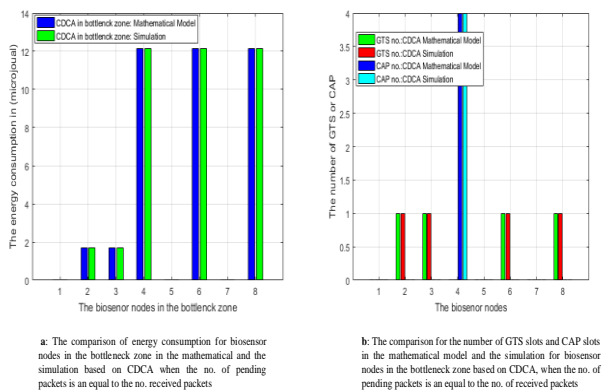 CDCA in bottlenck zone: Mathematical Model
CDCA in bottlenck zone: Simulation
The energy consumption in (microjoual)
14
12
10
8
6
4
2
0
1 2 3 4 5 6 7 8
The biosenor nodes in the bottlenck zone
a: The comparison of energy consumption for biosensor
nodes in the bottleneck zone in the mathematical and the
simulation based on CDCA when the no. of pending
packets is an equal to the no. received packets
GTS no.:CDCA Mathematical Model
GTS no.:CDCA Simulation
CAP no.:CDCA Mathematical Model
CAP no.:CDCA Simulation
The number of GTS or CAP
4
3.5
3
2.5
2
1.5
1
0.5
0
1 2 3 4 5 6 7 8
The biosenor nodes
b: The comparison for the number of GTS slots and CAP slots
in the mathematical model and the simulation for biosensor
nodes in the bottleneck zone based on CDCA, when the no. of
pending packets is an equal to the no. of received packets